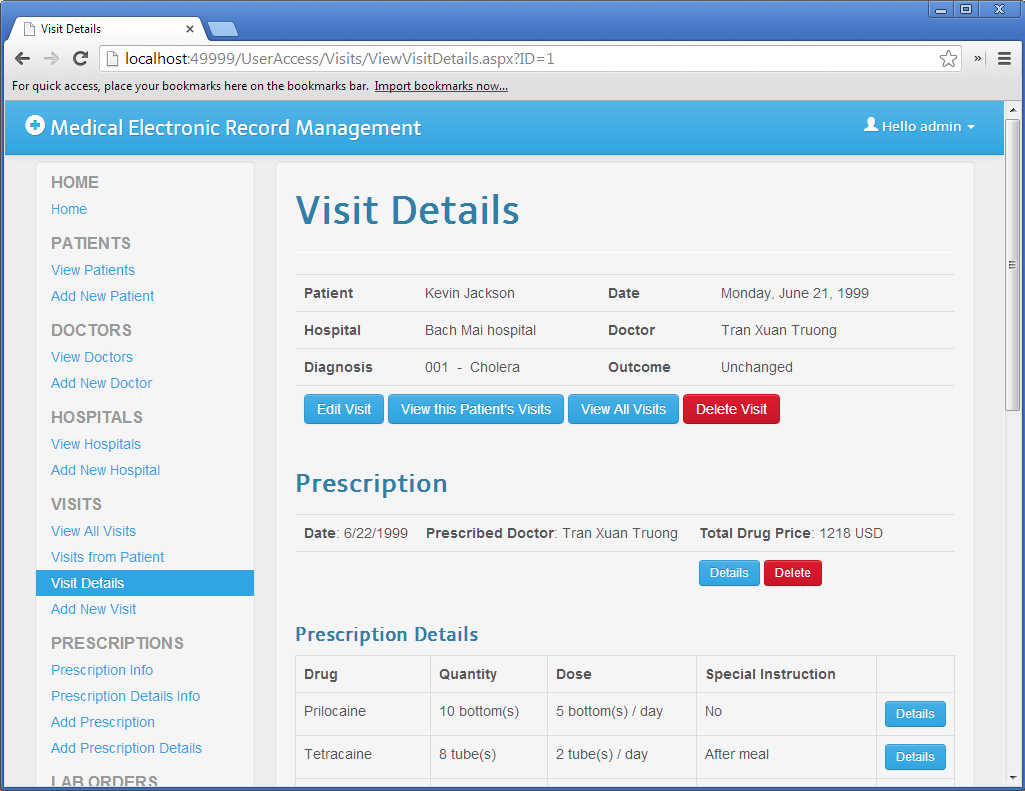 Visit Details
localhost:49999/UserAccess/Visits/ViewVisitDetails.aspx?ID=1
For quick access, place your bookmarks here on the bookmarks bar. Import bookmarks now...
Medical Electronic Record Management
Hello admin
HOME
Home
PATIENTS
View Patients
Add New Patient
DOCTORS
View Doctors
Add New Doctor
HOSPITALS
View Hospitals
Add New Hospital
VISITS
View All Visits
Visits from Patient
Visit Details
Add New Visit
PRESCRIPTIONS
Prescription Info
Prescription Details Info
Add Prescription
Add Prescription Details
LAB ORDERS
Visit Details
Patient Kevin Jackson Date Monday, June 21, 1999
Hospital Bach Mai hospital Doctor Tran Xuan Truong
Diagnosis 001 - Cholera Outcome Unchanged
Edit Visit View this Patient's Visits View All Visits Delete Visit
Prescription
Date: 6/22/1999 Prescribed Doctor: Tran Xuan Truong Total Drug Price: 1218 USD
Details Delete
Prescription Details
Drug Quantity Dose Special Instruction
Prilocaine 10 bottom(s) 5 bottom(s) / day No Details
Tetracaine 8 tube(s) 2 tube(s) / day After meal Details